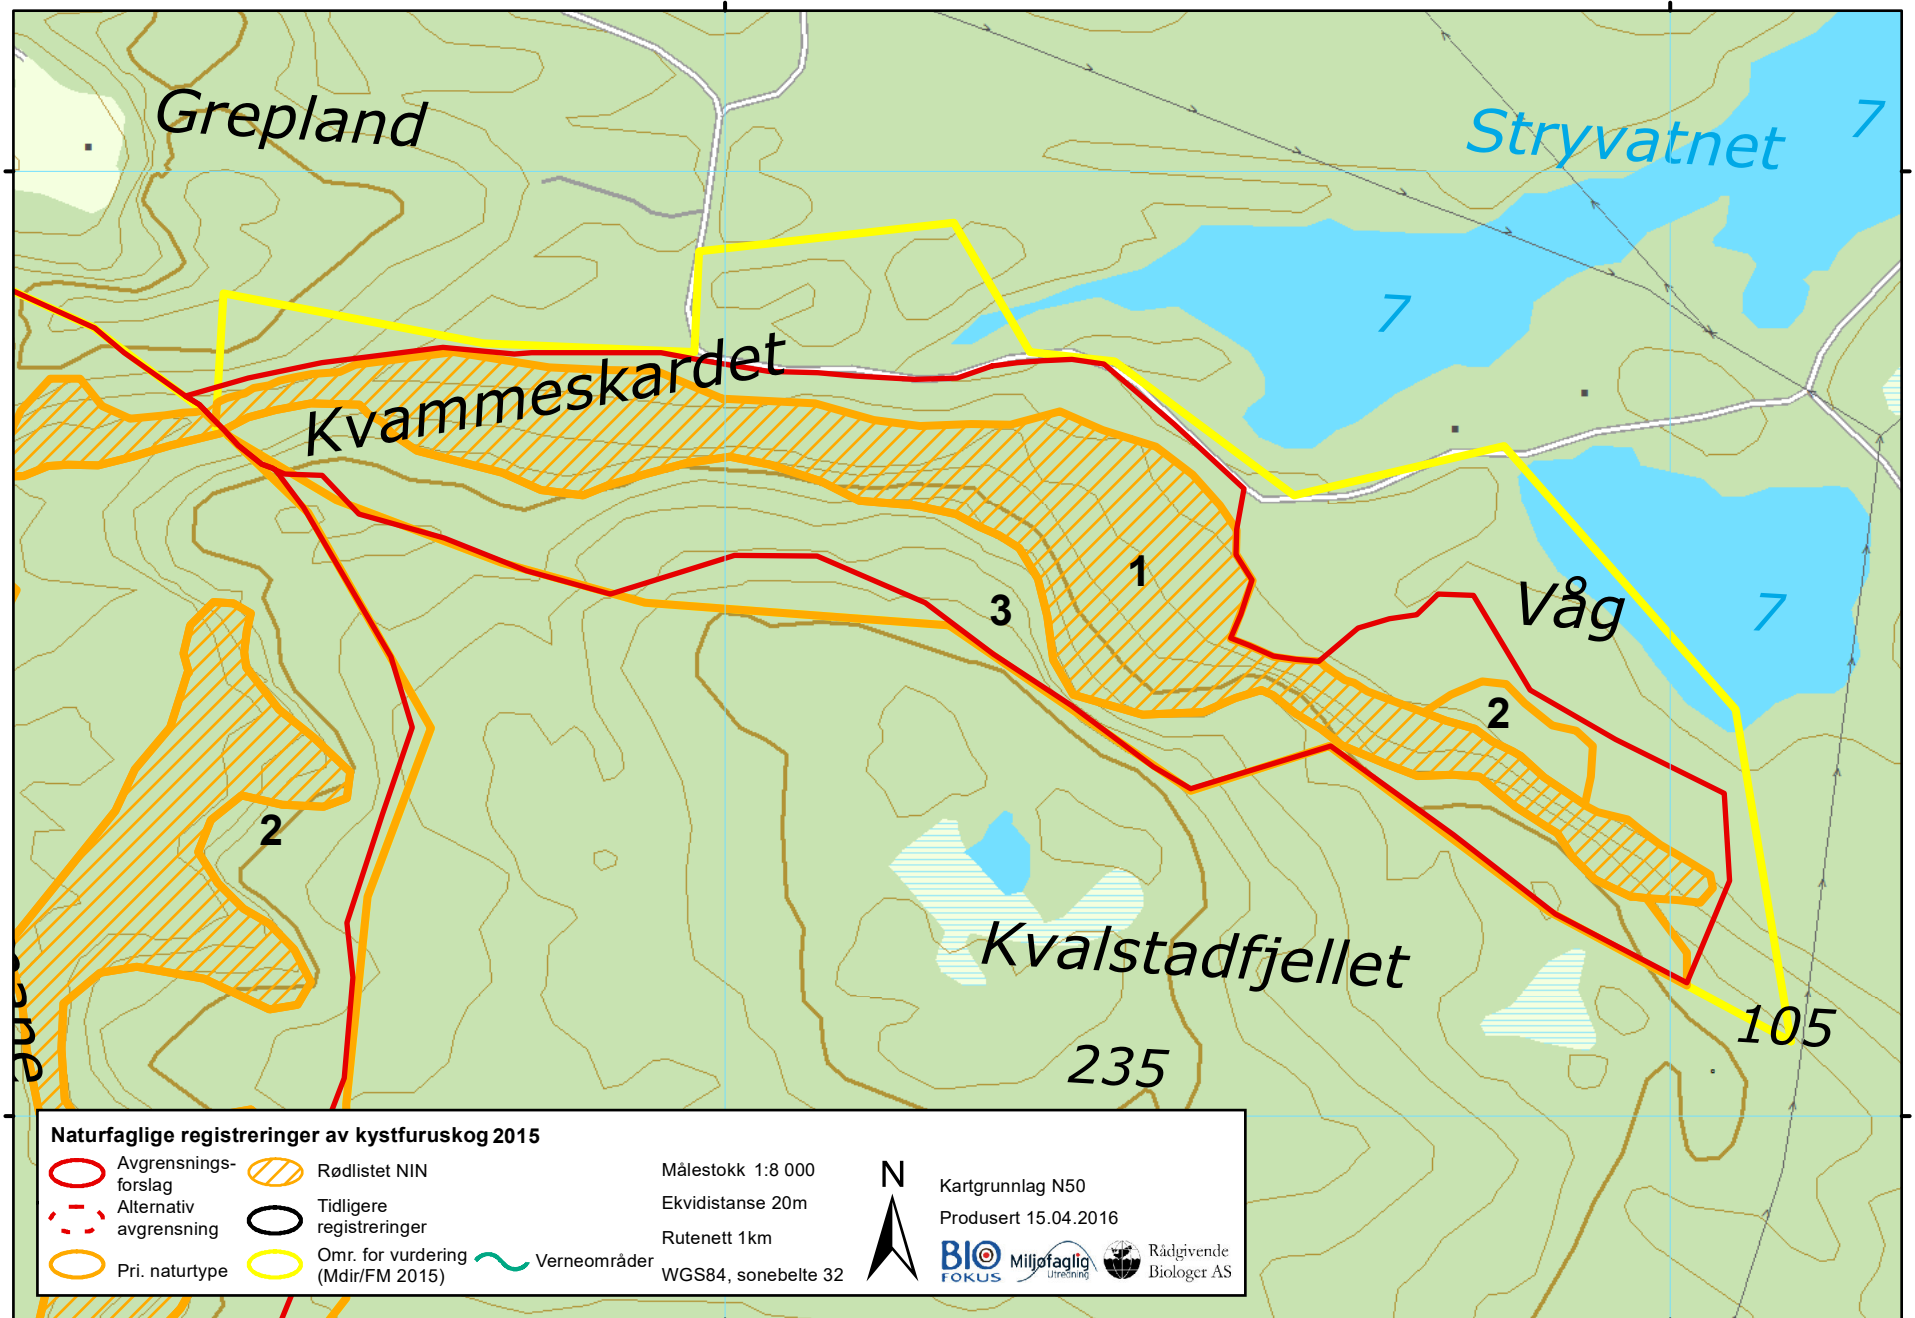 Grepland
Stryvatnet
7
7
Kvammeskardet
1
Våg
7
3
2
2
Kvalstadfjellet
105
235
Naturfaglige registreringer av kystfuruskog 2015
Avgrensnings-
forslag
Alternativ
avgrensning
Pri. naturtype
Rødlistet NIN
Tidligere
registreringer
Omr. for vurdering
(Mdir/FM 2015)
Verneområder
Målestokk 1:8 000
Ekvidistanse 20m
Rutenett 1km
WGS84, sonebelte 32
N
Kartgrunnlag N50
Produsert 15.04.2016
BIO
FOKUS
Miljøfaglig
Utredning
Rådgivende
Biologer AS